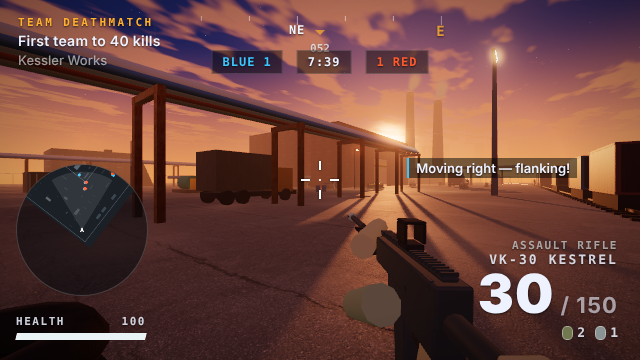 TEAM DEATHMATCH
First team to 40 kills
Kessler Works
NE
E
052
BLUE 1
7:39
1 RED
Moving right — flanking!
ASSAULT RIFLE
VK-30 KESTREL
30 / 150
2 1
HEALTH 100